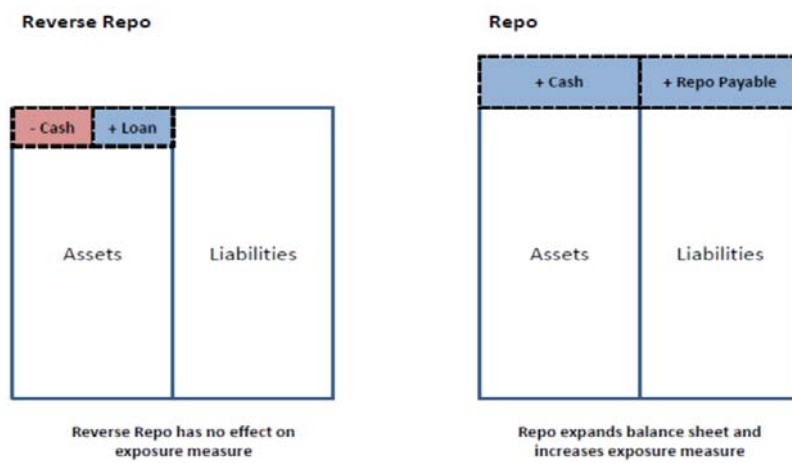 Reverse Repo
- Cash
+ Loan
Assets
Liabilities
Reverse Repo has no effect on
exposure measure
Repo
+ Cash
+ Repo Payable
Assets
Liabilities
Repo expands balance sheet and
increases exposure measure